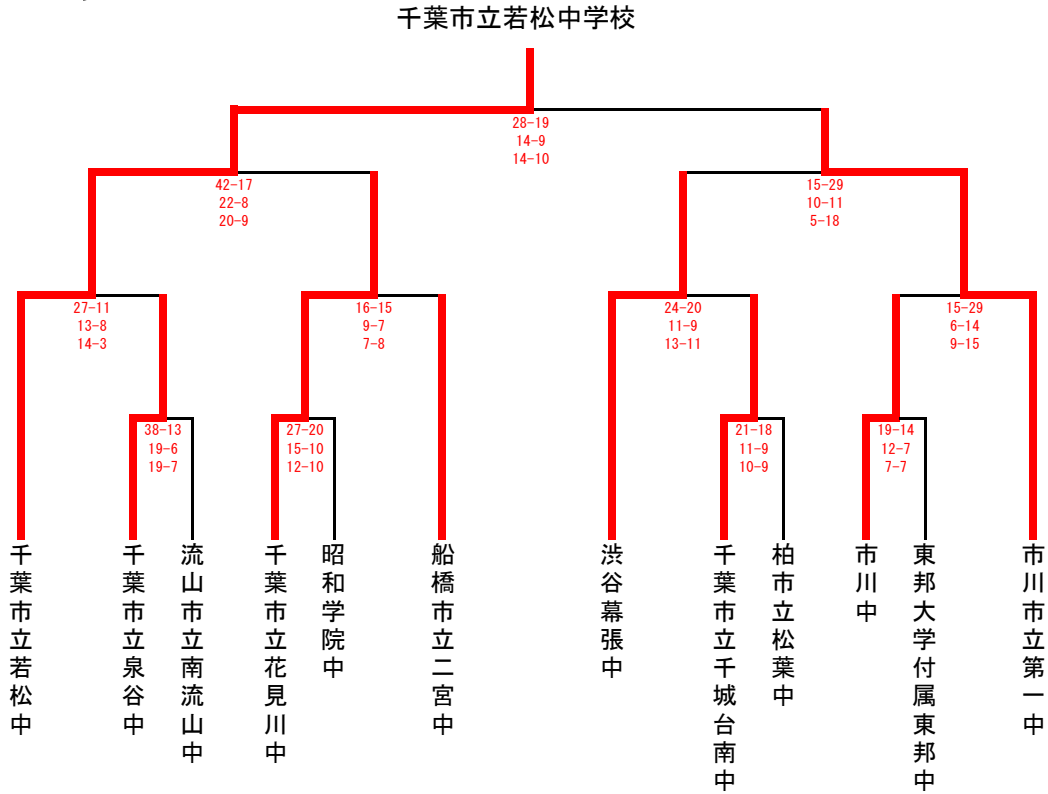 千葉市立若松中学校
28-19
14-9
14-10
42-17
22-8
20-9
15-29
10-11
5-18
27-11
13-8
14-3
16-15
9-7
7-8
24-20
11-9
13-11
15-29
6-14
9-15
38-13
19-6
19-7
27-20
15-10
12-10
21-18
11-9
10-9
19-14
12-7
7-7
千葉市立若松中
千葉市立泉谷中
流山市立南流山中
千葉市立花見川中
昭和学院中
船橋市立二宮中
渋谷幕張中
千葉市立千城台南中
柏市立松葉中
市川中
東邦大学付属東邦中
市川市立第一中